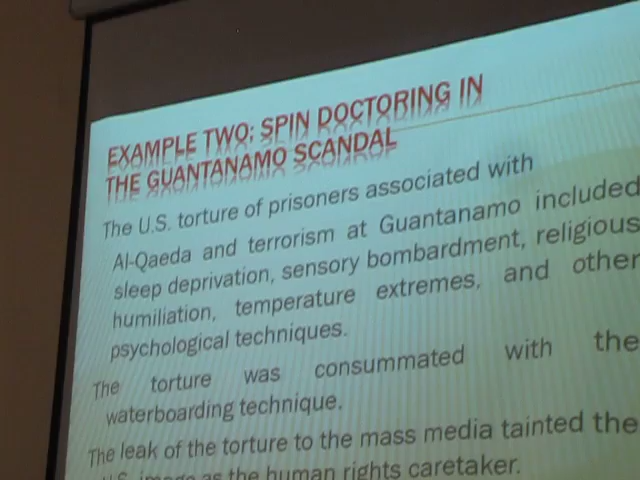 EXAMPLE TWO: SPIN DOCTORING IN
THE GUANTANAMO SCANDAL
The U.S. torture of prisoners associated with
Al-Qaeda and terrorism at Guantanamo included
sleep deprivation, sensory bombardment, religious
humiliation, temperature extremes, and other
psychological techniques.
The torture was consummated with the
waterboarding technique.
The leak of the torture to the mass media tainted the
U.S. image as the human rights caretaker.